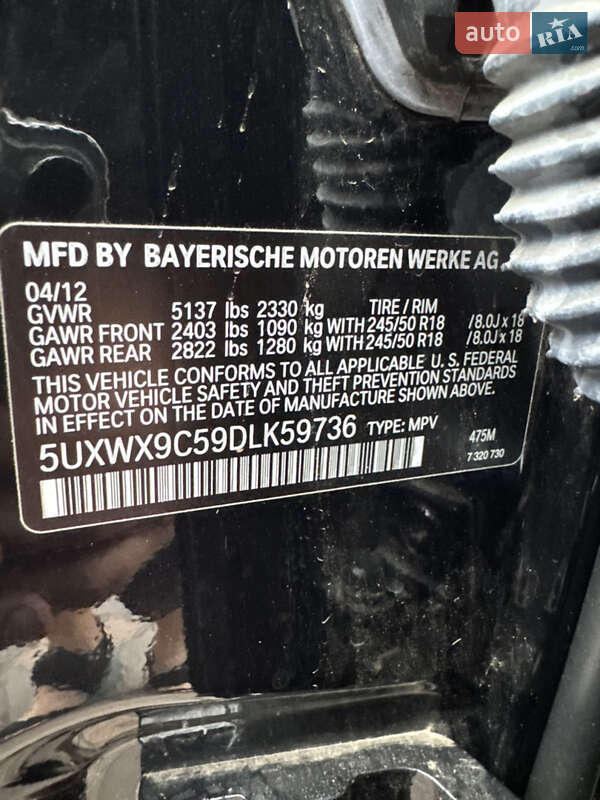 auto RIA
.com
MFD BY BAYERISCHE MOTOREN WERKE AG
04/12
GVWR 5137 lbs 2330 kg TIRE / RIM
GAWR FRONT 2403 lbs 1090 kg WITH 245/50 R18 /8.0J x 18
GAWR REAR 2822 lbs 1280 kg WITH 245/50 R18 /8.0J x 18
THIS VEHICLE CONFORMS TO ALL APPLICABLE U. S. FEDERAL
MOTOR VEHICLE SAFETY AND THEFT PREVENTION STANDARDS
IN EFFECT ON THE DATE OF MANUFACTURE SHOWN ABOVE.
5UXWX9C59DLK59736 TYPE: MPV 475M
7 320 730